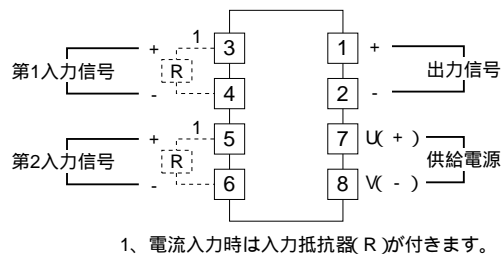 第1入力信号
+
-
1
R
3
4
1
2
+
-
出力信号
第2入力信号
+
-
1
R
5
6
7
8
U( + )
V( - )
供給電源
1、電流入力時は入力抵抗器( R )が付きます。